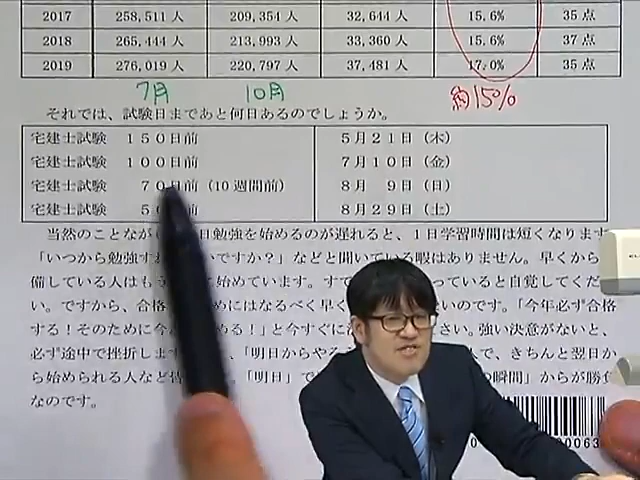 2017 258,511人 209,354人 32,644人 15.6% 35点
2018 265,444人 213,993人 33,360人 15.6% 37点
2019 276,019人 220,797人 37,481人 17.0% 35点
7月 10月 約15%
それでは、試験日まであと何日あるのでしょうか。
宅建士試験 150日前 5月21日(木)
宅建士試験 100日前 7月10日(金)
宅建士試験 70日前(10週間前) 8月 9日(日)
宅建士試験 5 前 8月29日(土)
当然のことなが 日勉強を始めるのが遅れると、1日学習時間は短くなります
「いつから勉強す いですか?」などと聞いている暇はありません。早くから
備している人はもう 始めています。す っていると自覚してくだ
い。ですから、合格 めにはなるべく早く ないのです。「今年必ず合格
する!そのために今 める!」と今すぐに さい。強い決意がないと、
必ず途中で挫折しま 、「明日からや 人で、きちんと翌日か
ら始められる人など皆 「明日」で の瞬間」からが勝負
なのです。